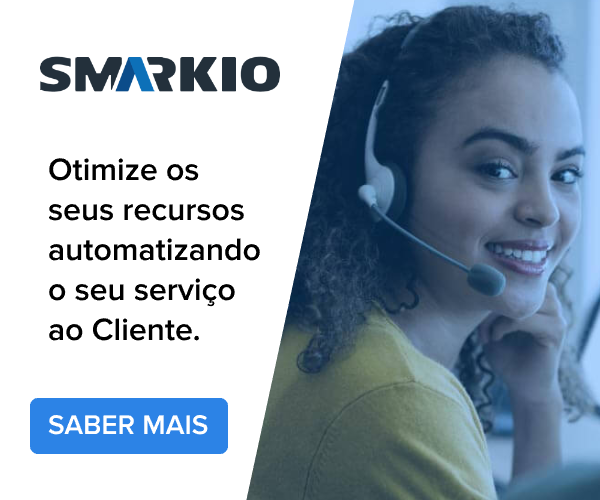 SMARKIO
Otimize os
seus recursos
automatizando
o seu serviço
ao Cliente.
SABER MAIS